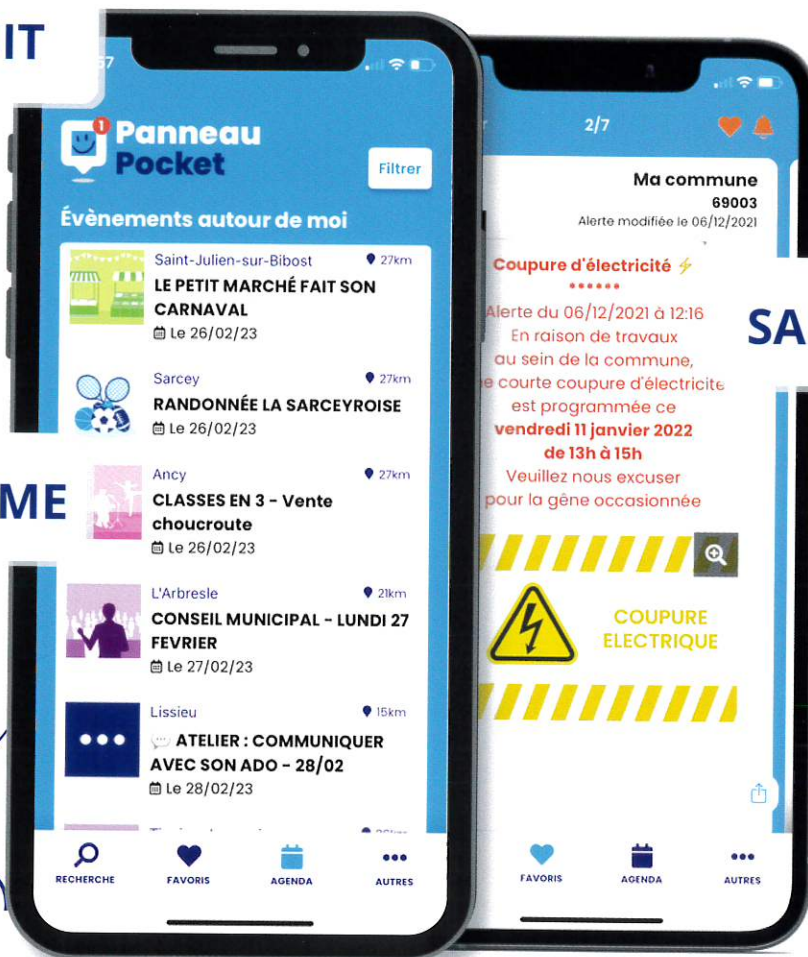 IT
57
1
Panneau
Pocket
Filtrer
Évènements autour de moi
Saint-Julien-sur-Bibost 27km
LE PETIT MARCHÉ FAIT SON
CARNAVAL
Le 26/02/23
Sarcey 27km
RANDONNÉE LA SARCEYROISE
Le 26/02/23
ME
Ancy 27km
CLASSES EN 3 - Vente
choucroute
Le 26/02/23
L'Arbresle 21km
CONSEIL MUNICIPAL - LUNDI 27
FEVRIER
Le 27/02/23
Lissieu 15km
ATELIER : COMMUNIQUER
AVEC SON ADO - 28/02
Le 28/02/23
RECHERCHE FAVORIS AGENDA AUTRES
2/7
Ma commune
69003
Alerte modifiée le 06/12/2021
Coupure d'électricité ⚡
Alerte du 06/12/2021 à 12:16
En raison de travaux
au sein de la commune,
e courte coupure d'électricité
est programmée ce
vendredi 11 janvier 2022
de 13h à 15h
Veuillez nous excuser
pour la gêne occasionnée
COUPURE
ELECTRIQUE
FAVORIS AGENDA AUTRES
SA